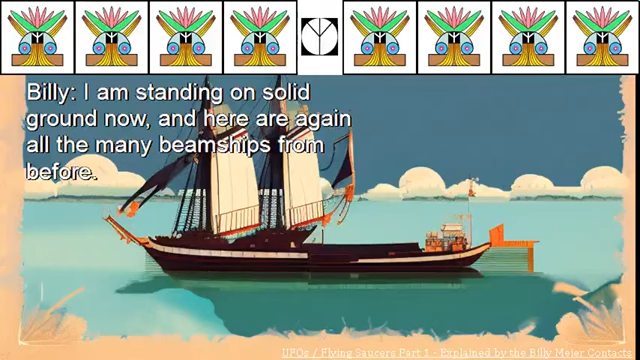 Billy: I am standing on solid
ground now, and here are again
all the many beamships from
before.
UFOs / Flying Saucers Part 1 - Explained by the Billy Meier Contacts